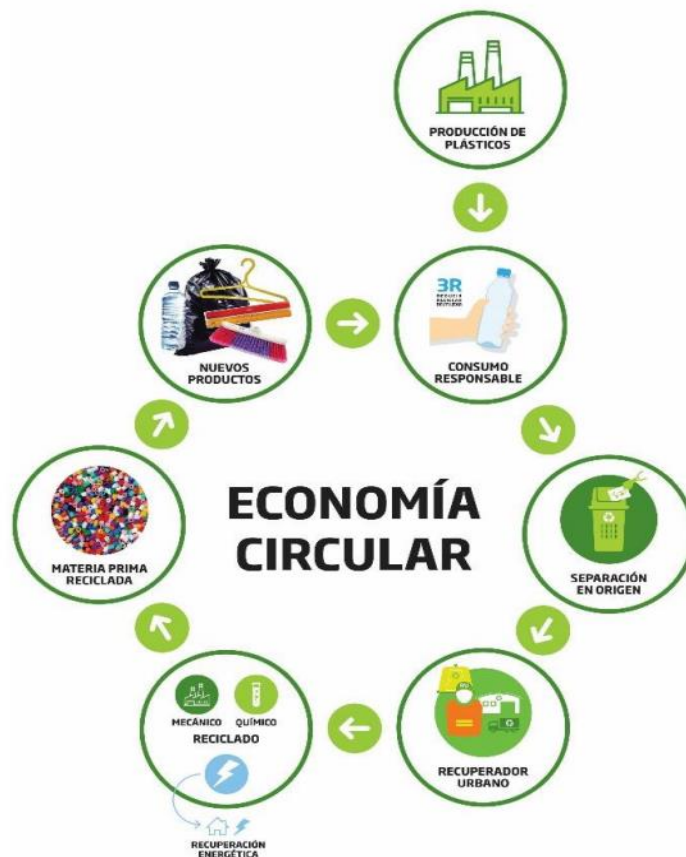 PRODUCCIÓN DE
PLÁSTICOS
NUEVOS
PRODUCTOS
3R
CONSUMO
RESPONSABLE
ECONOMÍA
CIRCULAR
MATERIA PRIMA
RECICLADA
SEPARACIÓN
EN ORIGEN
MECÁNICO
QUÍMICO
RECICLADO
RECUPERADOR
URBANO
RECUPERACIÓN
ENERGÉTICA